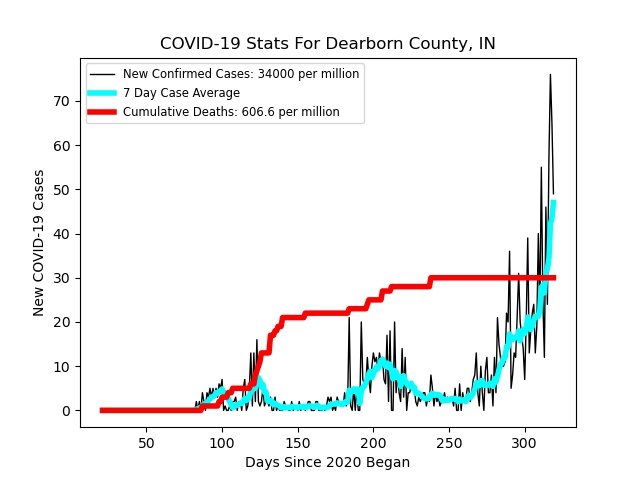 COVID-19 Stats For Dearborn County, IN
New Confirmed Cases: 34000 per million
7 Day Case Average
Cumulative Deaths: 606.6 per million
New COVID-19 Cases
70
60
50
40
30
20
10
0
50 100 150 200 250 300
Days Since 2020 Began